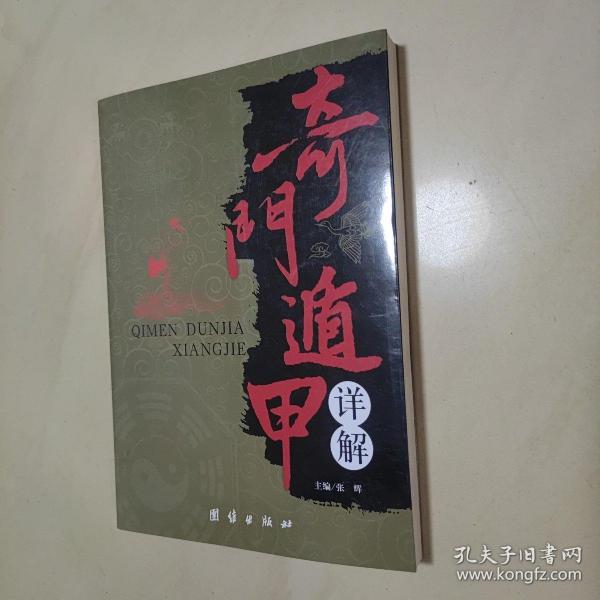 奇門遁甲
详解
QIMEN DUNJIA
XIANGJIE
主编/张 辉
团结出版社
孔夫子旧书网
www.kongfz.com